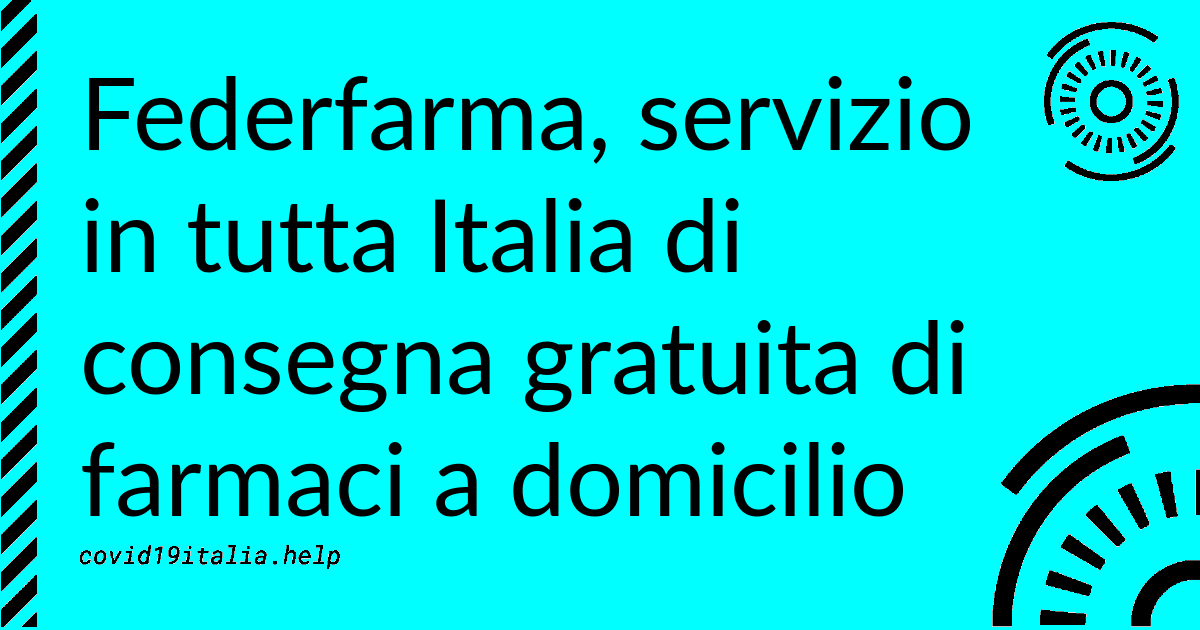 Federfarma, servizio
in tutta Italia di
consegna gratuita di
farmaci a domicilio
covid19italia.help